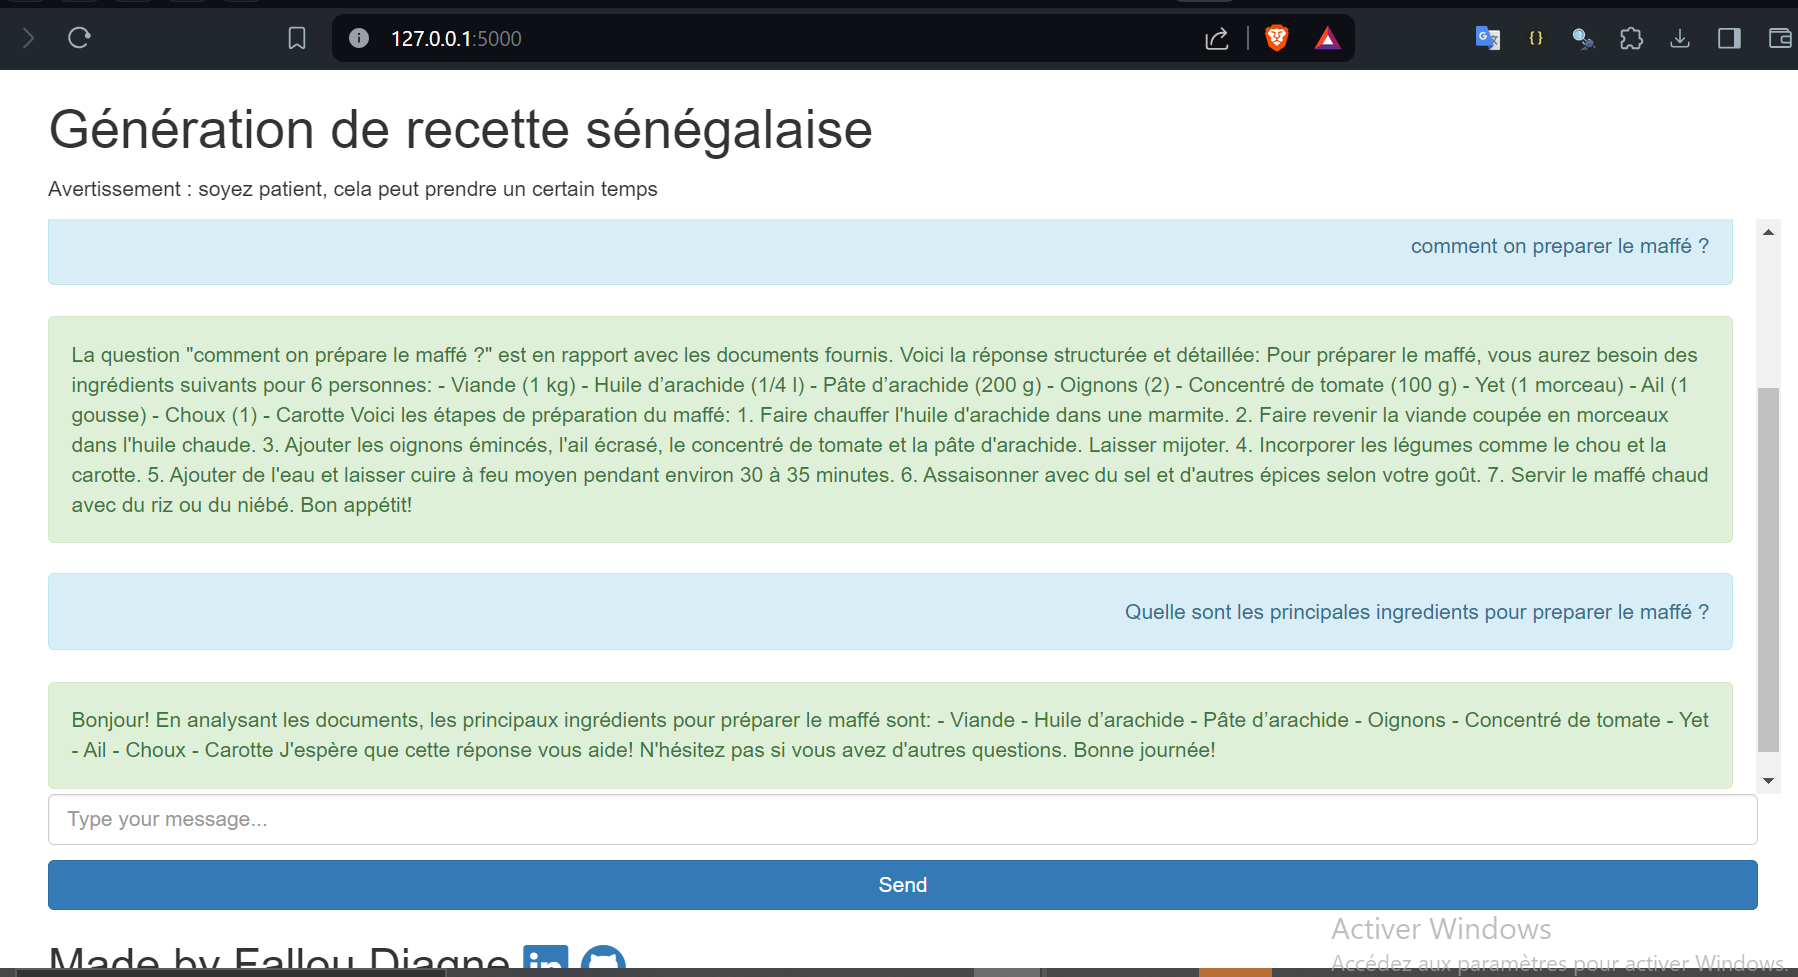 127.0.0.1:5000
Génération de recette sénégalaise
Avertissement : soyez patient, cela peut prendre un certain temps
comment on preparer le maffé ?
La question "comment on prépare le maffé ?" est en rapport avec les documents fournis. Voici la réponse structurée et détaillée: Pour préparer le maffé, vous aurez besoin des
ingrédients suivants pour 6 personnes: - Viande (1 kg) - Huile d’arachide (1/4 l) - Pâte d’arachide (200 g) - Oignons (2) - Concentré de tomate (100 g) - Yet (1 morceau) - Ail (1
gousse) - Choux (1) - Carotte Voici les étapes de préparation du maffé: 1. Faire chauffer l'huile d'arachide dans une marmite. 2. Faire revenir la viande coupée en morceaux
dans l'huile chaude. 3. Ajouter les oignons émincés, l'ail écrasé, le concentré de tomate et la pâte d'arachide. Laisser mijoter. 4. Incorporer les légumes comme le chou et la
carotte. 5. Ajouter de l'eau et laisser cuire à feu moyen pendant environ 30 à 35 minutes. 6. Assaisonner avec du sel et d'autres épices selon votre goût. 7. Servir le maffé chaud
avec du riz ou du niébé. Bon appétit!
Quelle sont les principales ingredients pour preparer le maffé ?
Bonjour! En analysant les documents, les principaux ingrédients pour préparer le maffé sont: - Viande - Huile d’arachide - Pâte d’arachide - Oignons - Concentré de tomate - Yet
- Ail - Choux - Carotte J'espère que cette réponse vous aide! N'hésitez pas si vous avez d'autres questions. Bonne journée!
Type your message...
Send
Made by Fallou Diagne in
Activer Windows
Accédez aux paramètres pour activer Windows.